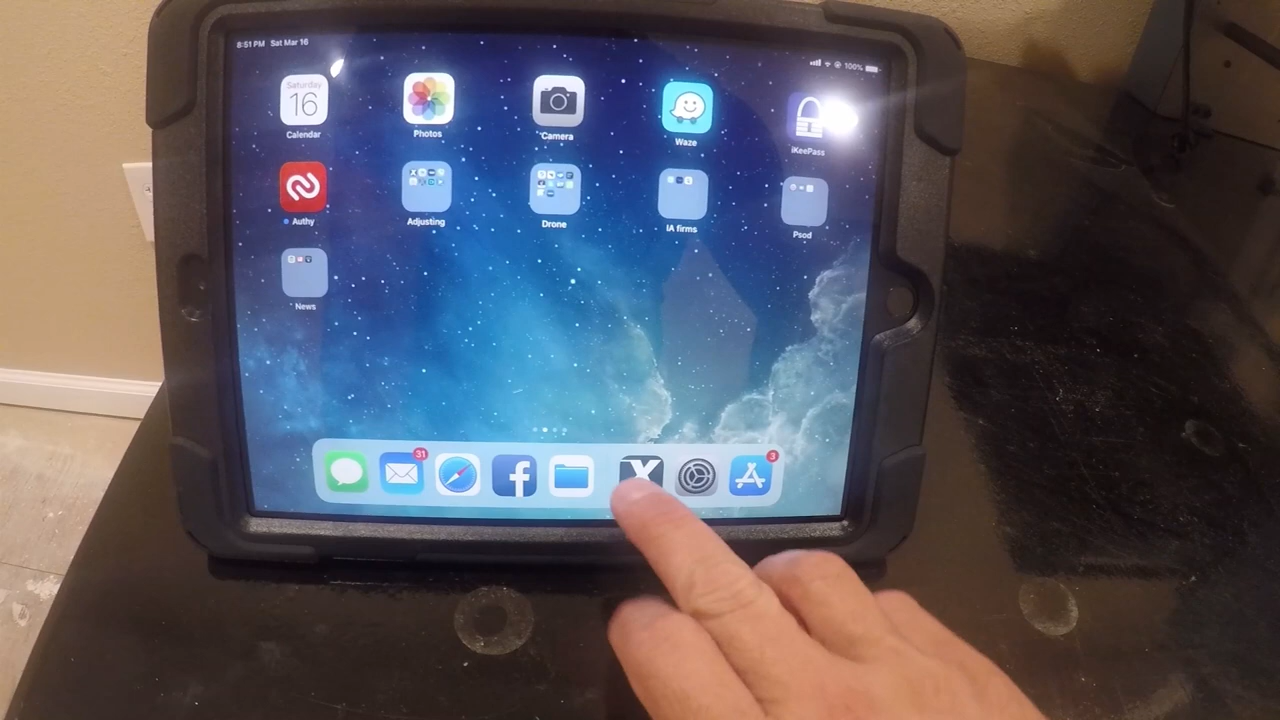 8:51 PM Sat Mar 16
100%
Saturday
16
Calendar
Photos
Camera
Waze
iKeePass
Authy
Adjusting
Drone
IA firms
Psod
News
31
X
3